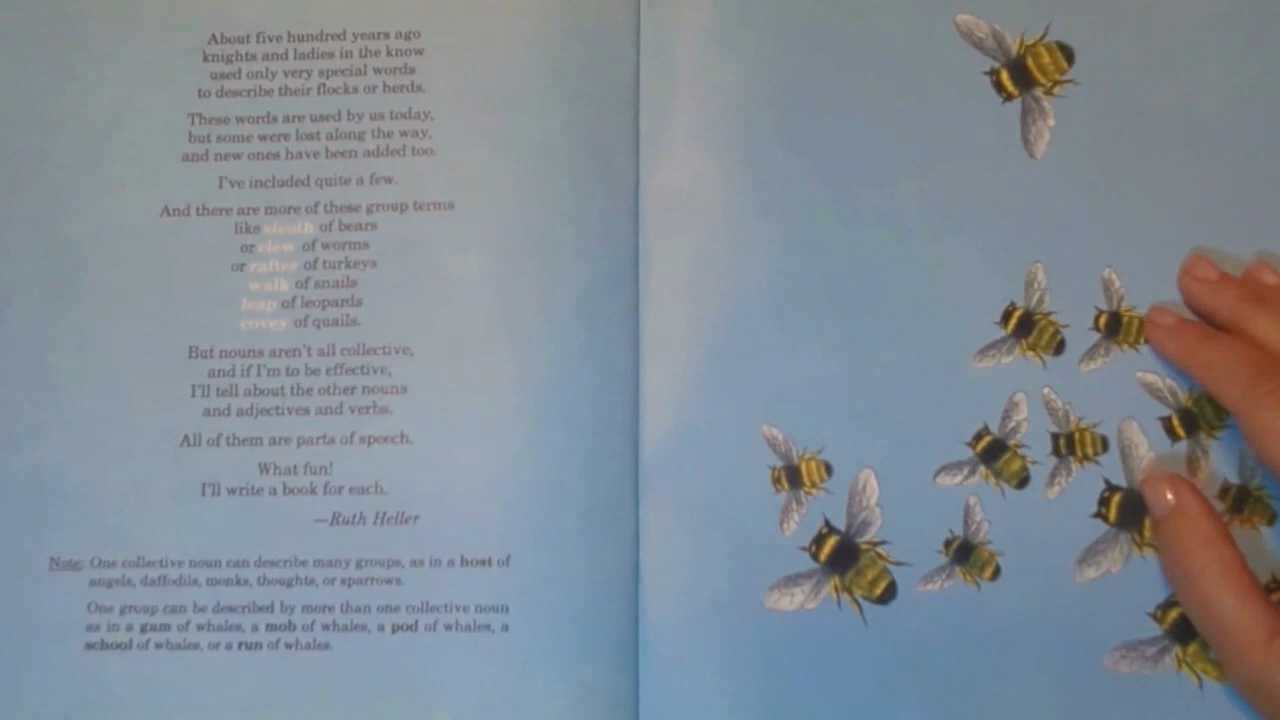 About five hundred years ago
knights and ladies in the know
used only very special words
to describe their flocks or herds.
These words are used by us today,
but some were lost along the way,
and new ones have been added too.
I've included quite a few.
And there are more of these group terms
like sleuth of bears
or clew of worms
or rafter of turkeys
walk of snails
leap of leopards
covey of quails.
But nouns aren't all collective,
and if I'm to be effective,
I'll tell about the other nouns
and adjectives and verbs.
All of them are parts of speech.
What fun!
I'll write a book for each.
—Ruth Heller
Note: One collective noun can describe many groups, as in a host of
angels, daffodils, monks, thoughts, or sparrows.
One group can be described by more than one collective noun
as in a gam of whales, a mob of whales, a pod of whales, a
school of whales, or a run of whales.